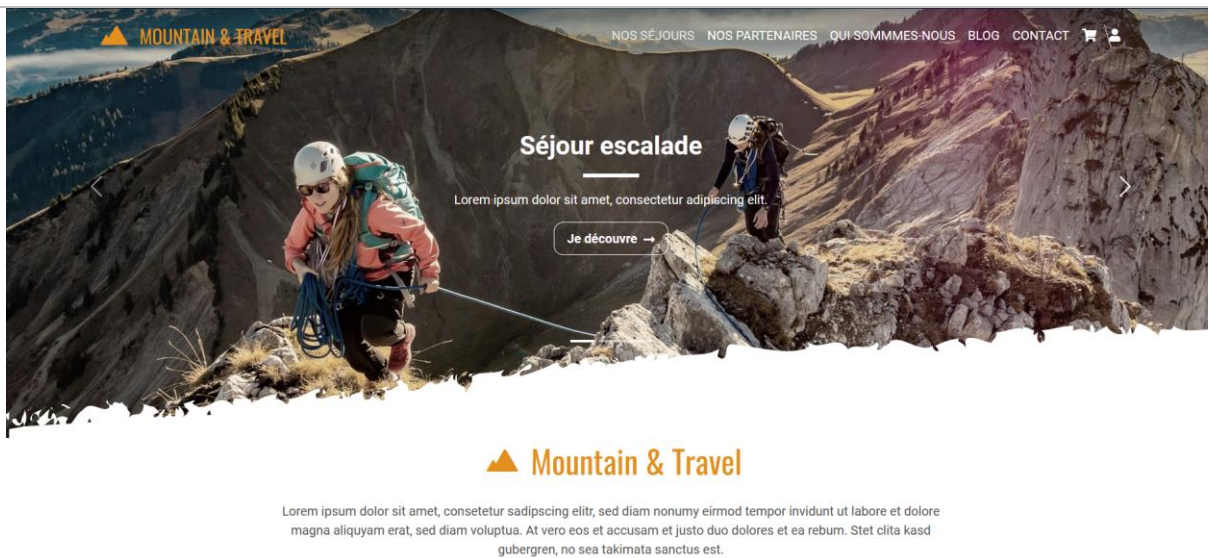 MOUNTAIN & TRAVEL
NOS SÉJOURS NOS PARTENAIRES QUI SOMMMES-NOUS BLOG CONTACT
Séjour escalade
Lorem ipsum dolor sit amet, consectetur adipiscing elit.
Je découvre →
Mountain & Travel
Lorem ipsum dolor sit amet, consetetur sadipscing elitr, sed diam nonumy eirmod tempor invidunt ut labore et dolore
magna aliquyam erat, sed diam voluptua. At vero eos et accusam et justo duo dolores et ea rebum. Stet clita kasd
gubergren, no sea takimata sanctus est.